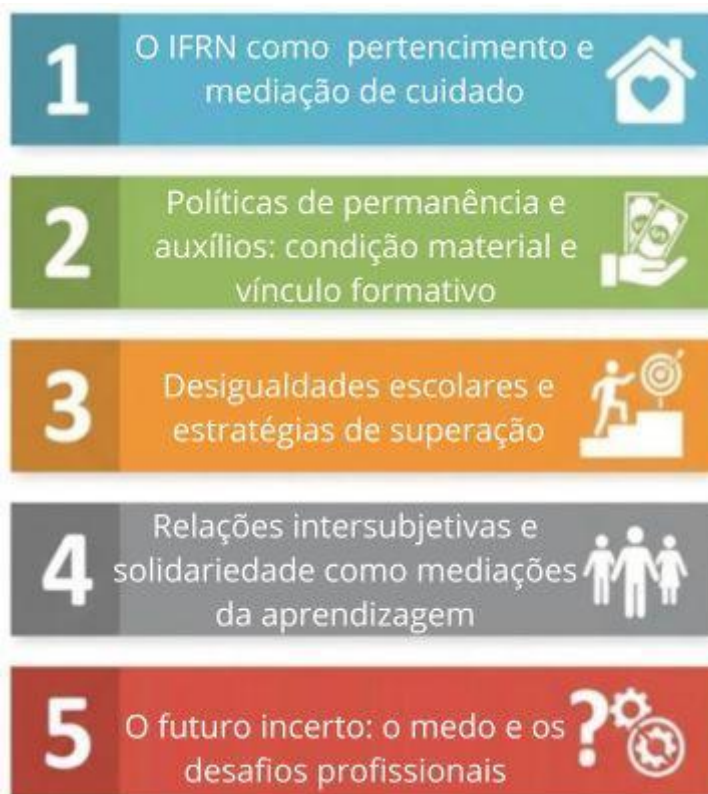 1
O IFRN como pertencimento e
mediação de cuidado
2
Políticas de permanência e
auxílios: condição material e
vínculo formativo
3
Desigualdades escolares e
estratégias de superação
4
Relações intersubjetivas e
solidariedade como mediações
da aprendizagem
5
O futuro incerto: o medo e os
desafios profissionais